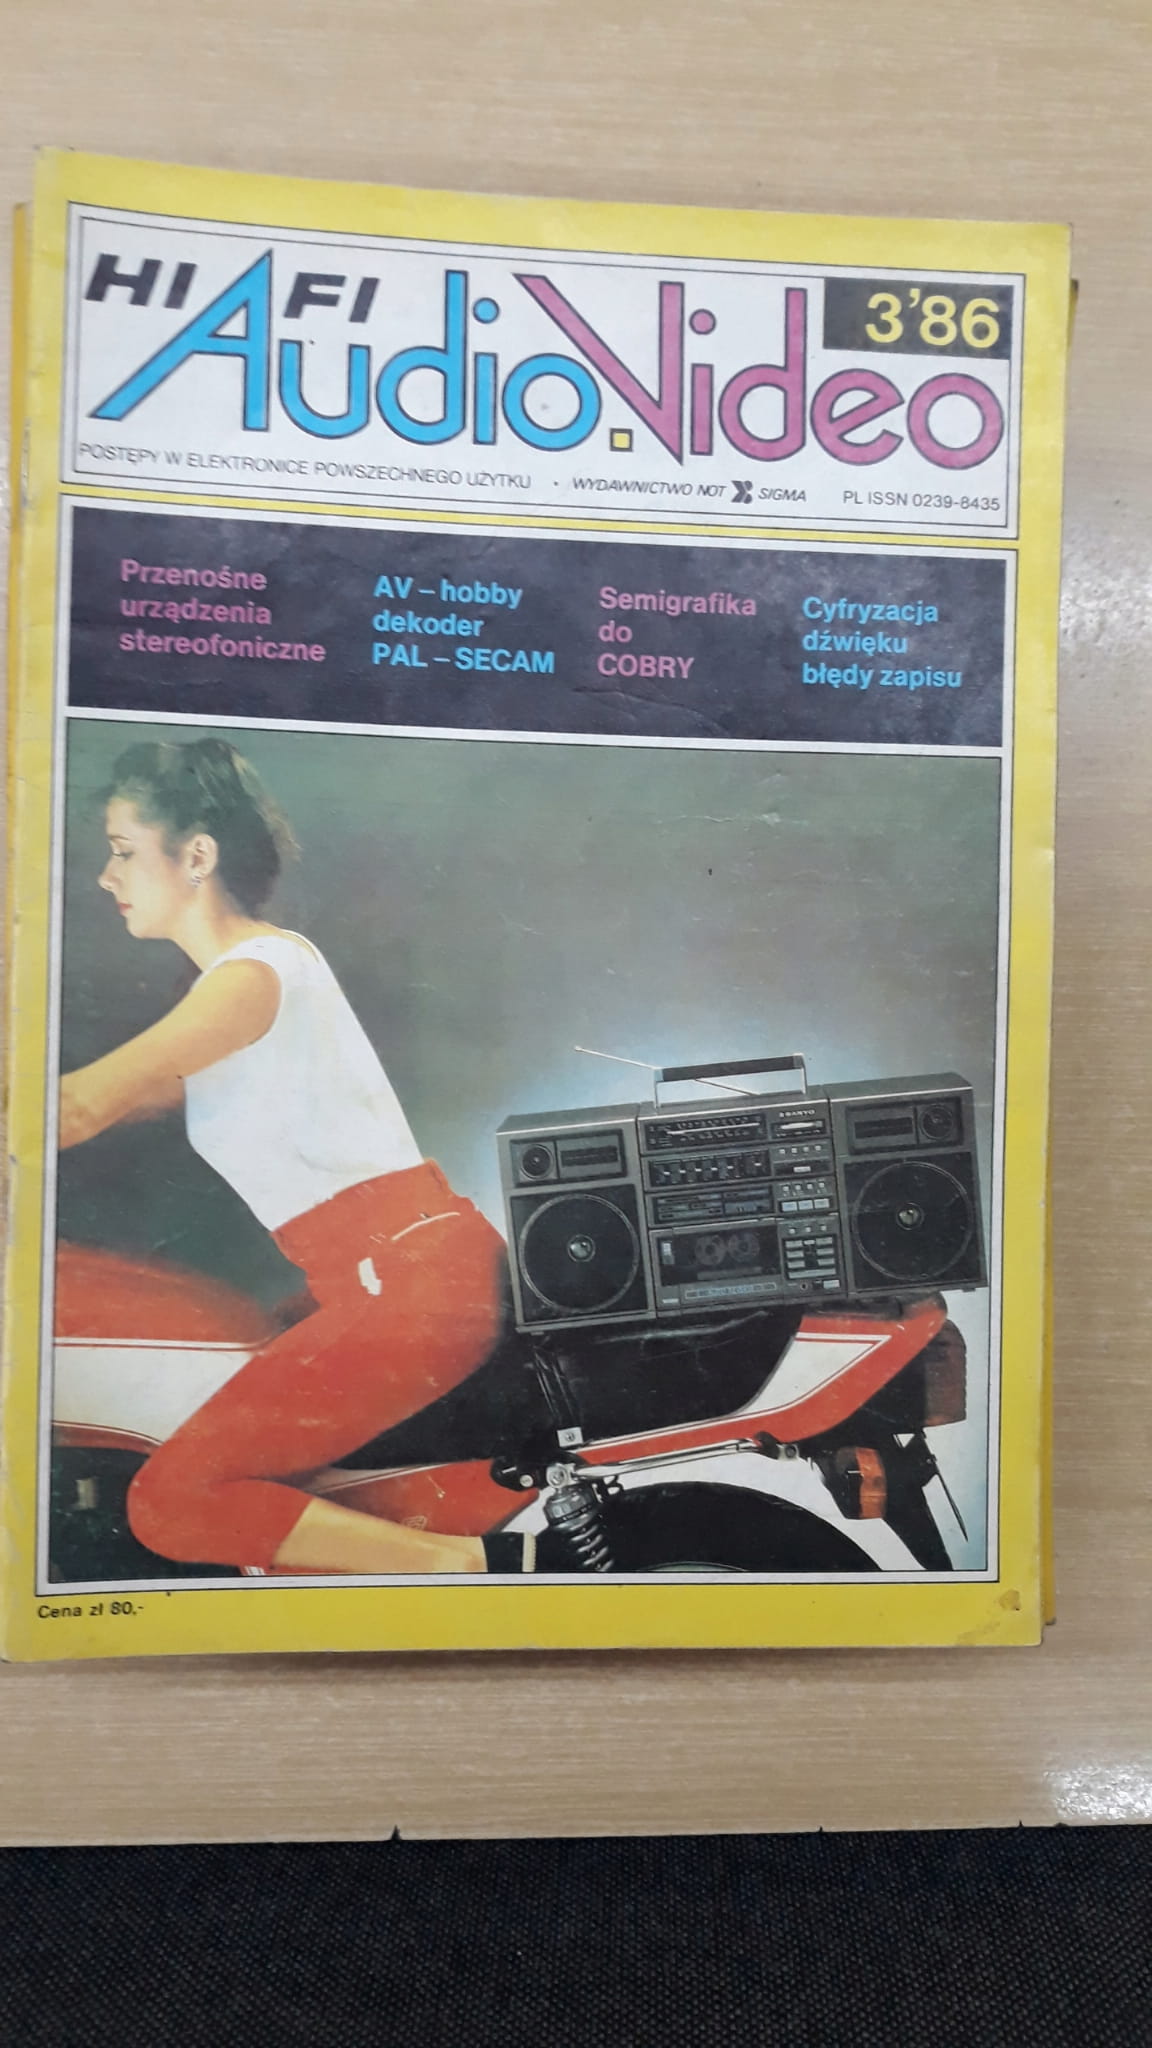 HI FI
Audio.Video
3'86
POSTĘPY W ELEKTRONICE POWSZECHNEGO UŻYTKU • WYDAWNICTWO NOT SIGMA PL ISSN 0239-8435
Przenośne
urządzenia
stereofoniczne
AV – hobby
dekoder
PAL – SECAM
Semigrafika
do
COBRY
Cyfryzacja
dźwięku
błędy zapisu
SANYO
Cena zł 80,-